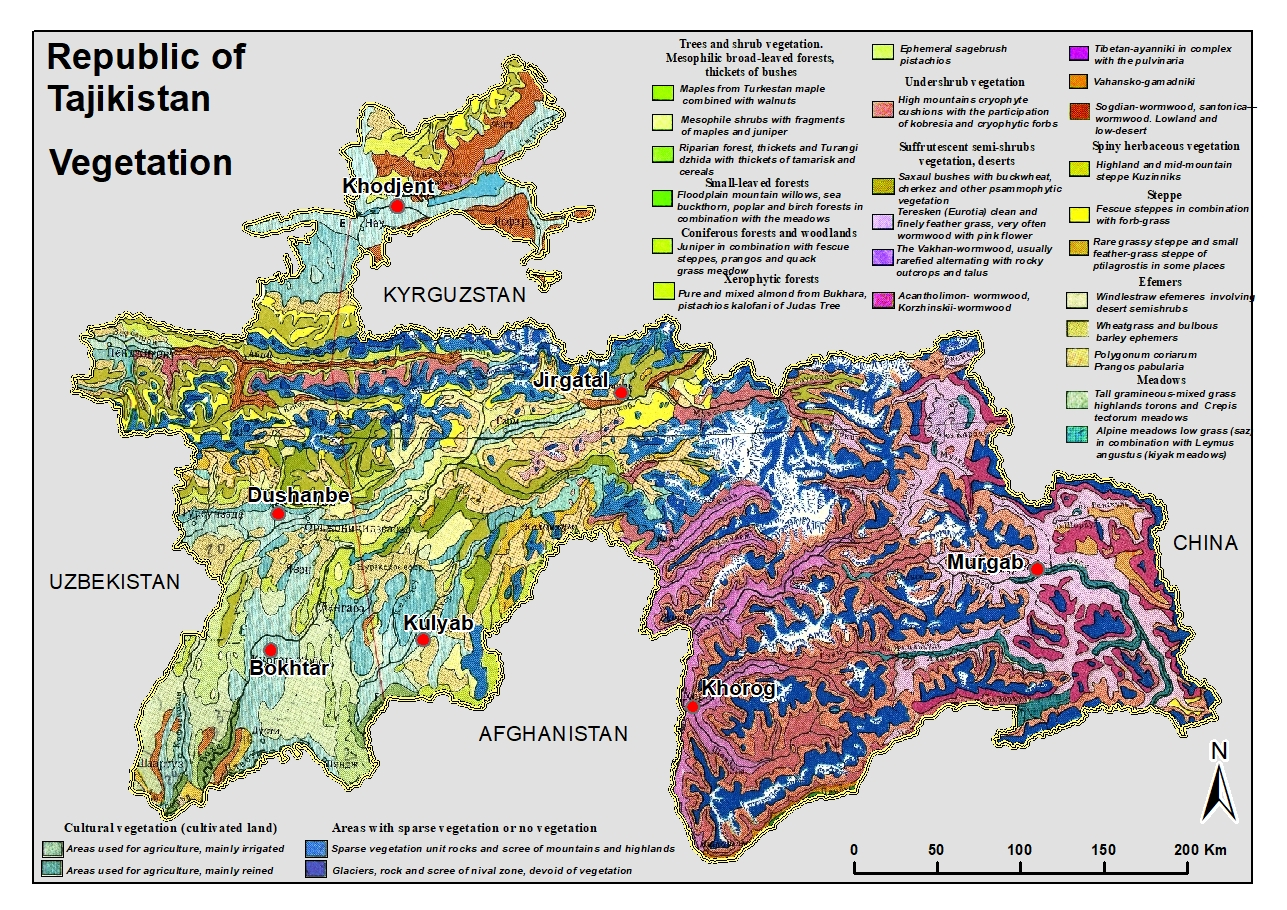 Republic of
Tajikistan
Vegetation
Trees and shrub vegetation.
Mesophilic broad-leaved forests,
thickets of bushes
Maples from Turkestan maple
combined with walnuts
Mesophile shrubs with fragments
of maples and juniper
Riparian forest, thickets and Turangi
dzhida with thickets of tamarisk and
cereals
Small-leaved forests
Floodplain mountain willows, sea
buckthorn, poplar and birch forests in
combination with the meadows
Coniferous forests and woodlands
Juniper in combination with fescue
steppes, prangos and quack
grass meadow
Xerophytic forests
Pure and mixed almond from Bukhara,
pistachios kalofani of Judas Tree
Ephemeral sagebrush
pistachios
Undershrub vegetation
High mountains cryophyte
cushions with the participation
of kobresia and cryophytic forbs
Suffrutescent semi-shrubs
vegetation, deserts
Saxaul bushes with buckwheat,
cherkez and other psammophytic
vegetation
Teresken (Eurotia) clean and
finely feather grass, very often
wormwood with pink flower
The Vakhan-wormwood, usually
rarefied alternating with rocky
outcrops and talus
Acantholimon- wormwood,
Korzhinskii-wormwood
Tibetan-ayanniki in complex
with the pulvinaria
Vahansko-gamadniki
Sogdian-wormwood, santonica—
wormwood. Lowland and
low-desert
Spiny herbaceous vegetation
Highland and mid-mountain
steppe Kuzinniks
Steppe
Fescue steppes in combination
with forb-grass
Rare grassy steppe and small
feather-grass steppe of
ptilagrostis in some places
Efemers
Windlestraw efemeres involving
desert semishrubs
Wheatgrass and bulbous
barley ephemers
Polygonum coriarum
Prangos pabularia
Meadows
Tall gramineous-mixed grass
highlands torons and Crepis
tectorum meadows
Alpine meadows low grass (saz)
in combination with Leymus
angustus (kiyak meadows)
Khodjent
Нау
KYRGUZSTAN
Jirgatal
Dushanbe
UZBEKISTAN
CHINA
Murgab
Kulyab
Bokhtar
Khorog
AFGHANISTAN
N
Cultural vegetation (cultivated land)
Areas used for agriculture, mainly irrigated
Areas used for agriculture, mainly reined
Areas with sparse vegetation or no vegetation
Sparse vegetation unit rocks and scree of mountains and highlands
Glaciers, rock and scree of nival zone, devoid of vegetation
0 50 100 150 200 Km